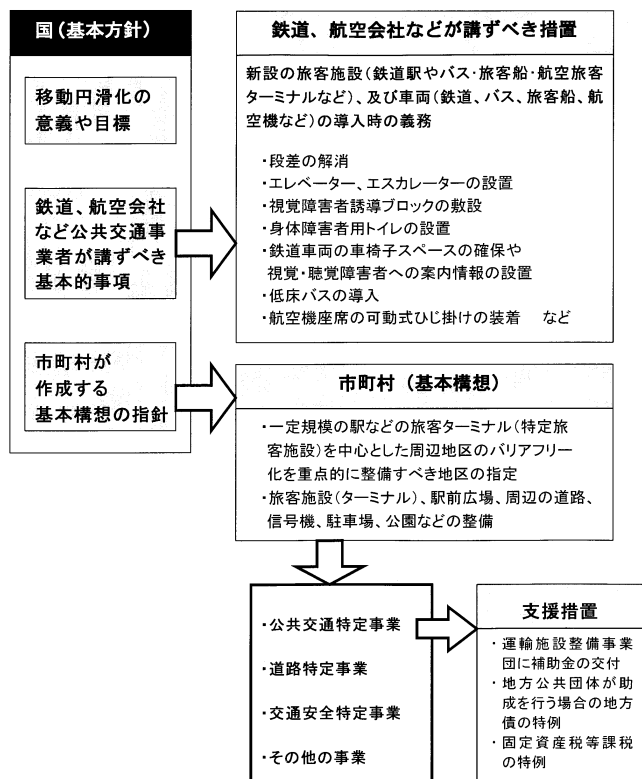 国(基本方針)
移動円滑化の
意義や目標
鉄道、航空会社
など公共交通事
業者が講ずべき
基本的事項
市町村が
作成する
基本構想の指針
鉄道、航空会社などが講ずべき措置
新設の旅客施設(鉄道駅やバス・旅客船・航空旅客
ターミナルなど)、及び車両(鉄道、バス、旅客船、航
空機など)の導入時の義務
・段差の解消
・エレベーター、エスカレーターの設置
・視覚障害者誘導ブロックの敷設
・身体障害者用トイレの設置
・鉄道車両の車椅子スペースの確保や
視覚・聴覚障害者への案内情報の設置
・低床バスの導入
・航空機座席の可動式ひじ掛けの装着 など
市町村(基本構想)
・一定規模の駅などの旅客ターミナル(特定旅
客施設)を中心とした周辺地区のバリアフリー
化を重点的に整備すべき地区の指定
・旅客施設(ターミナル)、駅前広場、周辺の道路、
信号機、駐車場、公園などの整備
・公共交通特定事業
・道路特定事業
・交通安全特定事業
・その他の事業
支援措置
・運輸施設整備事業
団に補助金の交付
・地方公共団体が助
成を行う場合の地方
債の特例
・固定資産税等課税
の特例